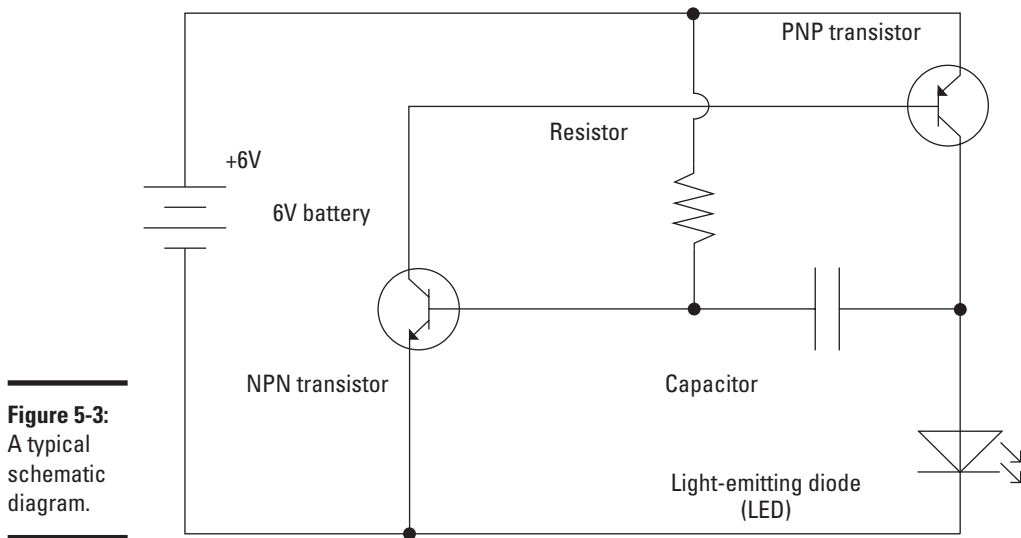 PNP transistor
Resistor
+6V
6V battery
NPN transistor
Capacitor
Figure 5-3:
A typical
schematic
diagram.
Light-emitting diode
(LED)